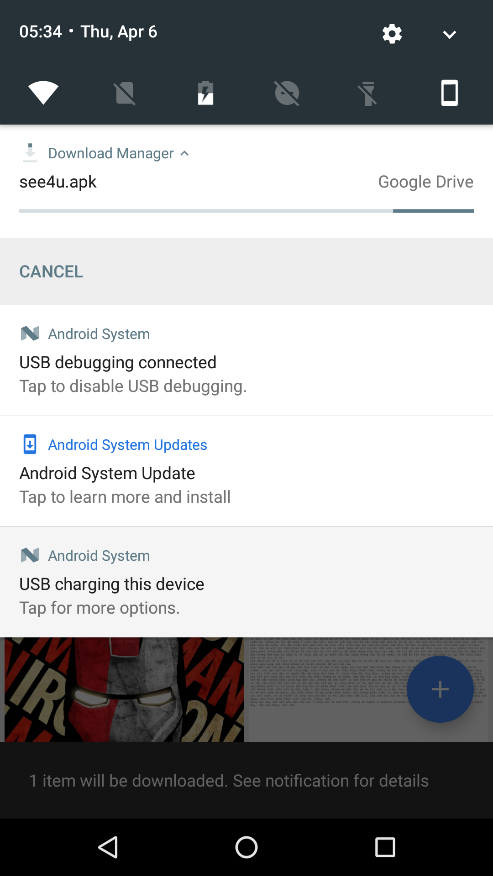 05:34 • Thu, Apr 6
Download Manager
see4u.apk Google Drive
CANCEL
Android System
USB debugging connected
Tap to disable USB debugging.
Android System Updates
Android System Update
Tap to learn more and install
Android System
USB charging this device
Tap for more options.
1 item will be downloaded. See notification for details